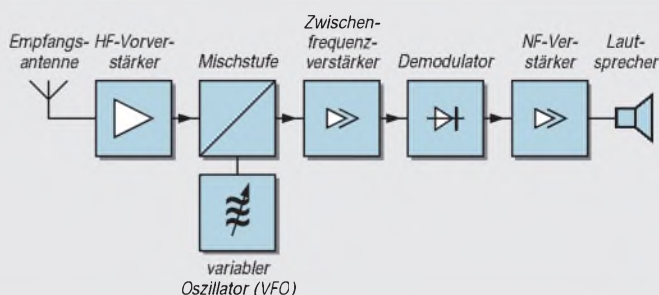 Empfangs-
antenne
HF-Vorver-
stärker
Mischstufe
Zwischen-
frequenz-
verstärker
Demodulator
NF-Ver-
stärker
Laut-
sprecher
variabler
Oszillator (VFO)